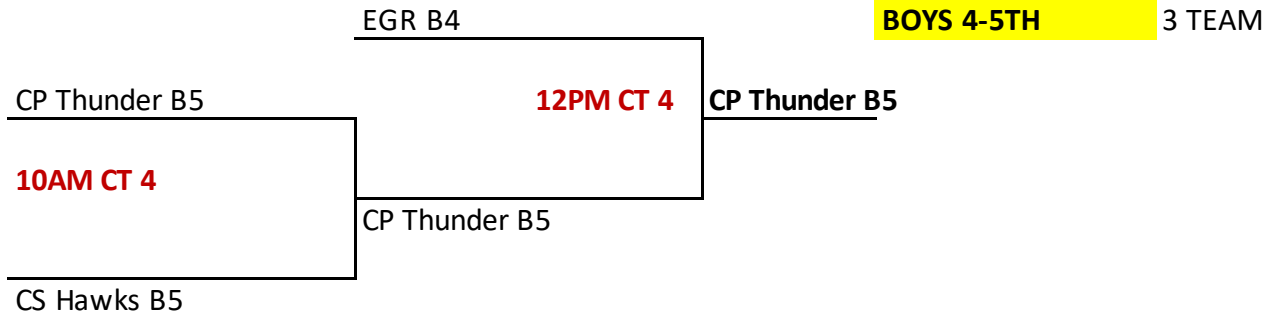 EGR B4
BOYS 4-5TH 3 TEAM
CP Thunder B5
12PM CT 4
CP Thunder B5
10AM CT 4
CP Thunder B5
CS Hawks B5